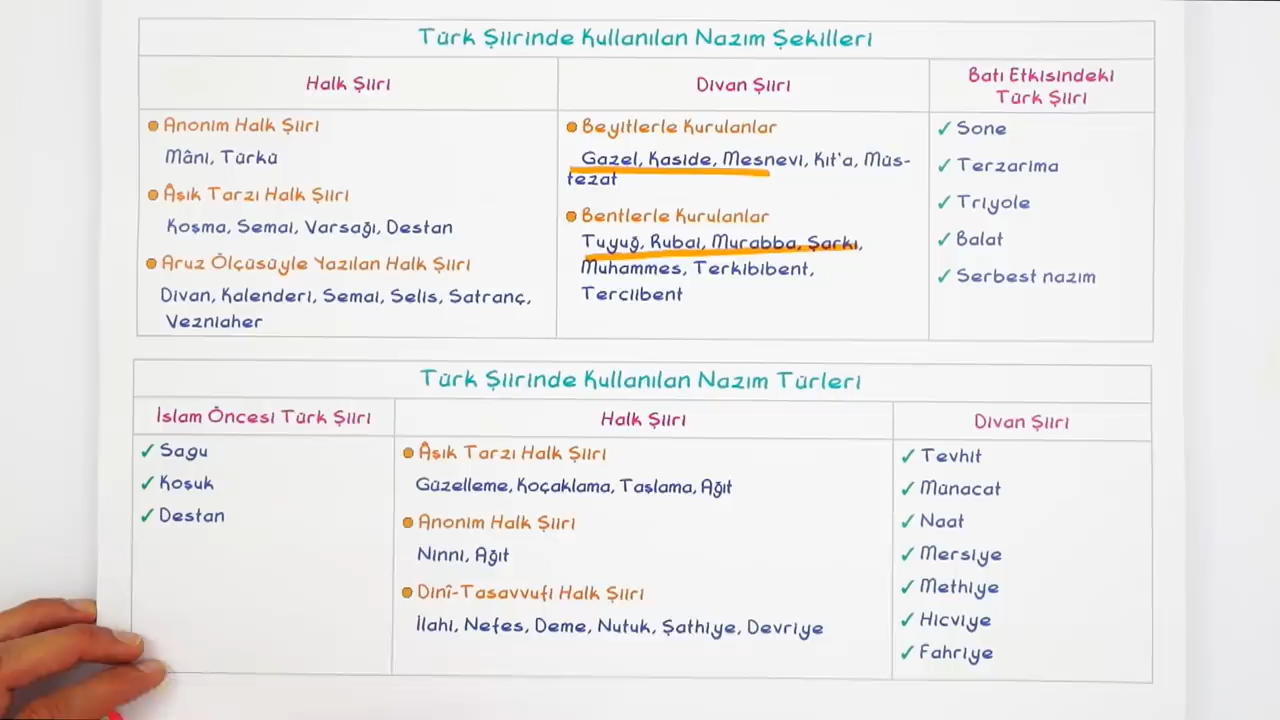 Türk Şiirinde Kullanılan Nazım Şekilleri
Halk Şiiri
Divan Şiiri
Batı Etkisindeki
Türk Şiiri
Anonim Halk Şiiri
Mâni, Türkü
Âşık Tarzı Halk Şiiri
Koşma, Semai, Varsağı, Destan
Aruz Ölçüsüyle Yazılan Halk Şiiri
Divan, Kalenderi, Semai, Selis, Satranç,
Vezniaher
Beyitlerle Kurulanlar
Gazel, Kaside, Mesnevi, Kıt'a, Müs-
tezat
Bentlerle Kurulanlar
Tuyuğ, Rubai, Murabba, Şarkı,
Muhammes, Terkibibent,
Terciibent
✓ Sone
✓ Terzarima
✓ Triyole
✓ Balat
✓ Serbest nazım
Türk Şiirinde Kullanılan Nazım Türleri
İslam Öncesi Türk Şiiri
Halk Şiiri
Divan Şiiri
✓ Sagu
✓ Koşuk
✓ Destan
Âşık Tarzı Halk Şiiri
Güzelleme, Koçaklama, Taşlama, Ağıt
Anonim Halk Şiiri
Ninni, Ağıt
Dinî-Tasavvufi Halk Şiiri
İlahi, Nefes, Deme, Nutuk, Şathiye, Devriye
✓ Tevhit
✓ Münacat
✓ Naat
✓ Mersiye
✓ Methiye
✓ Hicviye
✓ Fahriye